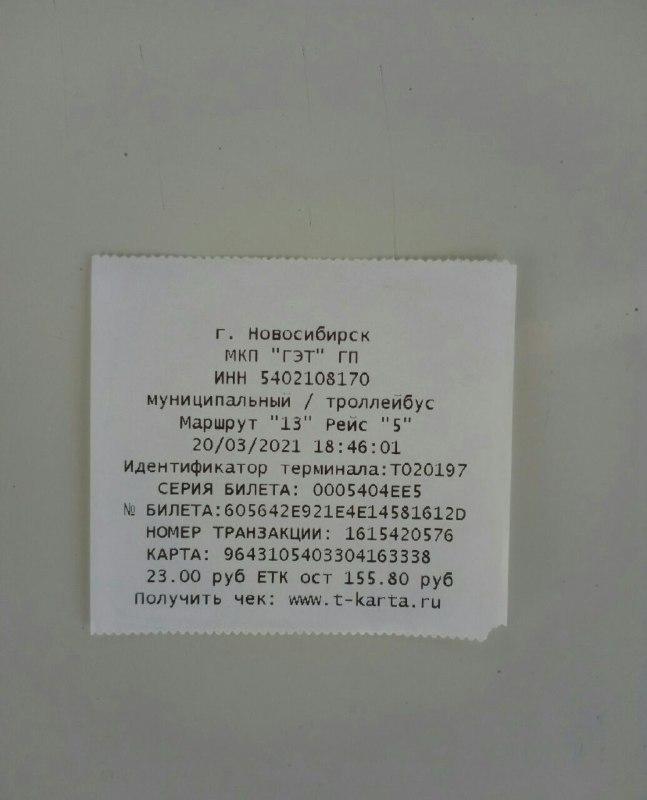 г. Новосибирск
МКП "ГЭТ" ГП
ИНН 5402108170
муниципальный / троллейбус
Маршрут "13" Рейс "5"
20/03/2021 18:46:01
Идентификатор терминала:T020197
СЕРИЯ БИЛЕТА: 0005404EE5
№ БИЛЕТА:605642E921E4E14581612D
НОМЕР ТРАНЗАКЦИИ: 1615420576
КАРТА: 9643105403304163338
23.00 руб ЕТК ост 155.80 руб
Получить чек: www.t-karta.ru